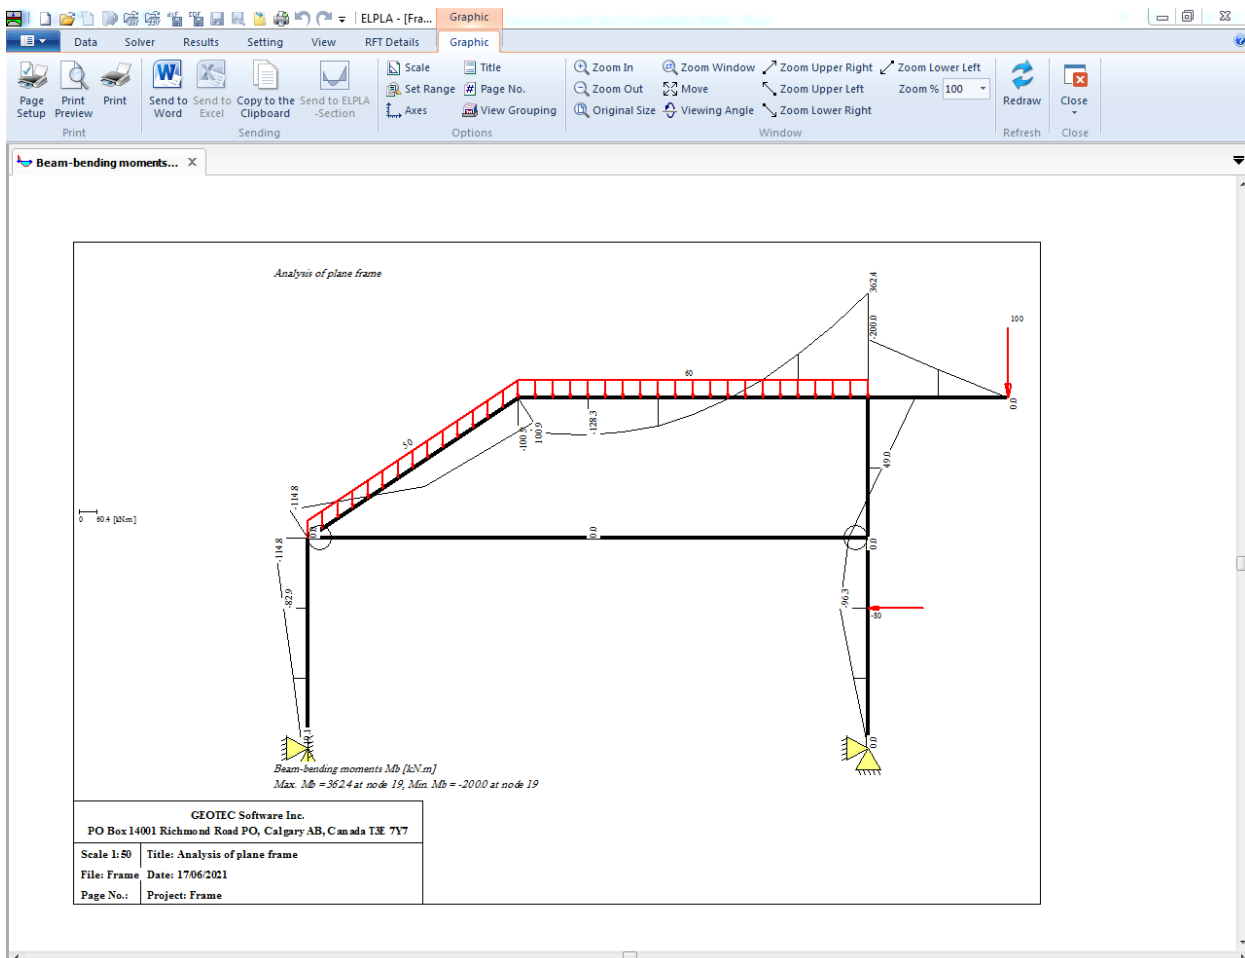 ELPLA - [Fra...
Graphic
Data Solver Results Setting View RFT Details Graphic
Page Setup
Print Preview
Print
Print
Send to Word
Send to Excel
Copy to the Clipboard
Send to ELPLA -Section
Sending
Scale
Set Range
Axes
Title
Page No.
View Grouping
Options
Zoom In
Zoom Out
Original Size
Zoom Window
Move
Viewing Angle
Zoom Upper Right
Zoom Upper Left
Zoom Lower Right
Zoom Lower Left
Zoom % 100
Window
Redraw
Refresh
Close
Close
Beam-bending moments... X
Analysis of plane frame
362.4
-200.0
100
60
0.0
-128.3
-100.9
100.9
50
49.0
-114.8
0 60.4 [kN.m]
0.0
0.0
0.0
-114.8
-82.9
-96.3
-80
0.0
Beam-bending moments Mb [kN.m]
Max. Mb = 362.4 at node 19, Min. Mb = -200.0 at node 19
GEOTEC Software Inc.
PO Box 14001 Richmond Road PO, Calgary AB, Canada T3E 7Y7
Scale 1:50 Title: Analysis of plane frame
File: Frame Date: 17/06/2021
Page No.: Project: Frame